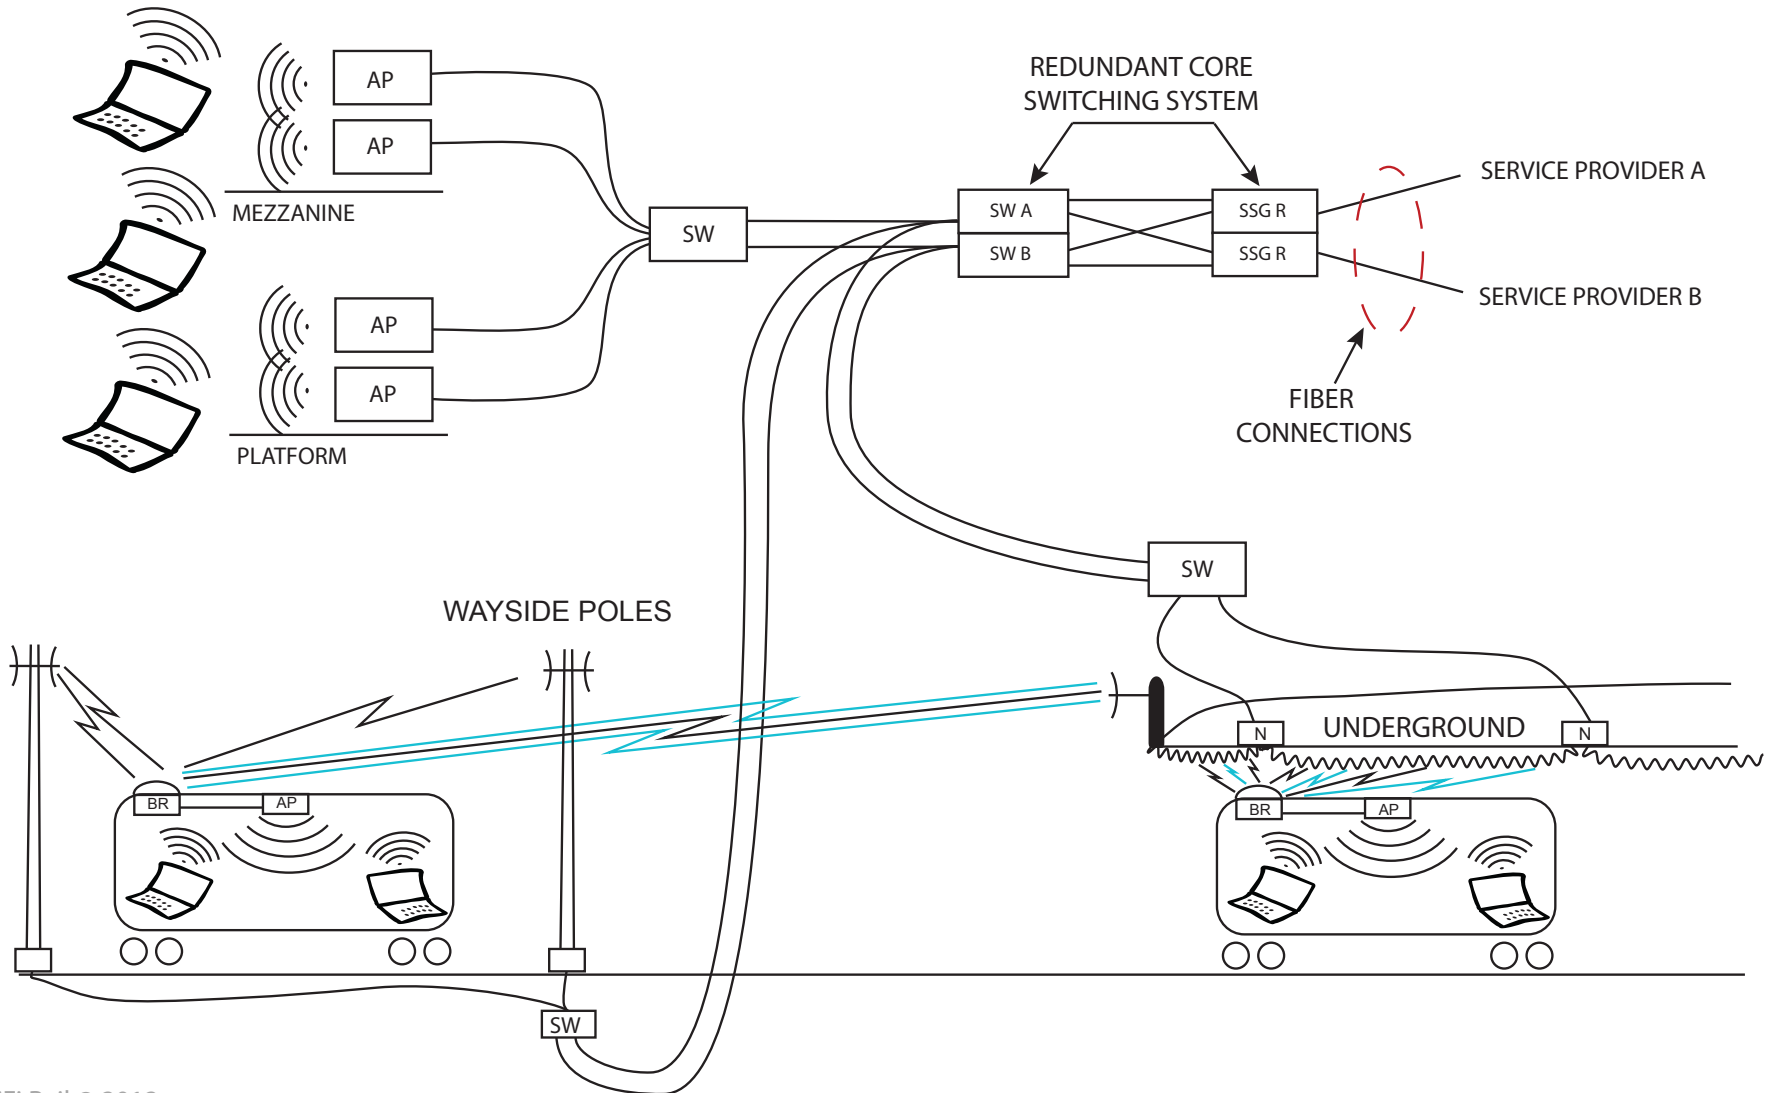 AP
AP
MEZZANINE
AP
AP
PLATFORM
SW
REDUNDANT CORE
SWITCHING SYSTEM
SW A
SW B
SSG R
SSG R
SERVICE PROVIDER A
SERVICE PROVIDER B
FIBER
CONNECTIONS
SW
WAYSIDE POLES
N
UNDERGROUND
N
BR
AP
BR
AP
SW